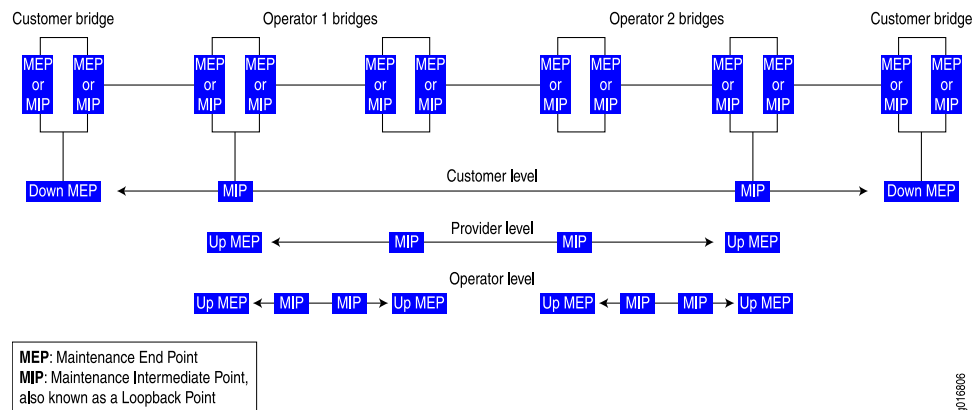 Customer bridge Operator 1 bridges Operator 2 bridges Customer bridge
MEP MEP MEP MEP MEP MEP MEP MEP MEP MEP MEP MEP
or or or or or or or or or or or or
MIP MIP MIP MIP MIP MIP MIP MIP MIP MIP MIP MIP
Customer level
Down MEP MIP MIP Down MEP
Provider level
Up MEP MIP MIP Up MEP
Operator level
Up MEP MIP MIP Up MEP Up MEP MIP MIP Up MEP
MEP: Maintenance End Point
MIP: Maintenance Intermediate Point,
also known as a Loopback Point
g016806